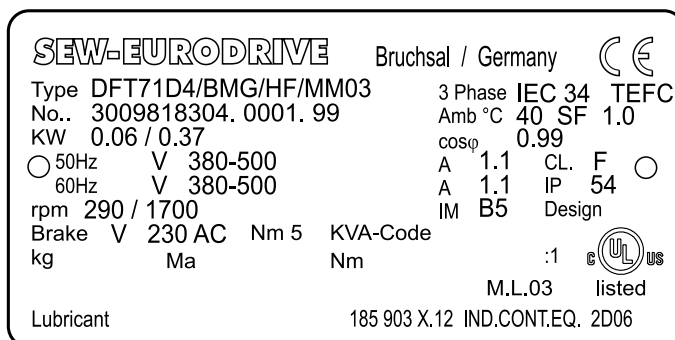 SEW-EURODRIVE Bruchsal / Germany CE
Type DFT71D4/BMG/HF/MM03 3 Phase IEC 34 TEFC
No.. 3009818304. 0001. 99 Amb °C 40 SF 1.0
KW 0.06 / 0.37 cosφ 0.99
50Hz V 380-500 A 1.1 CL. F
60Hz V 380-500 A 1.1 IP 54
rpm 290 / 1700 IM B5 Design
Brake V 230 AC Nm 5 KVA-Code
kg Ma Nm :1 C UL US
M.L.03 listed
Lubricant 185 903 X.12 IND.CONT.EQ. 2D06